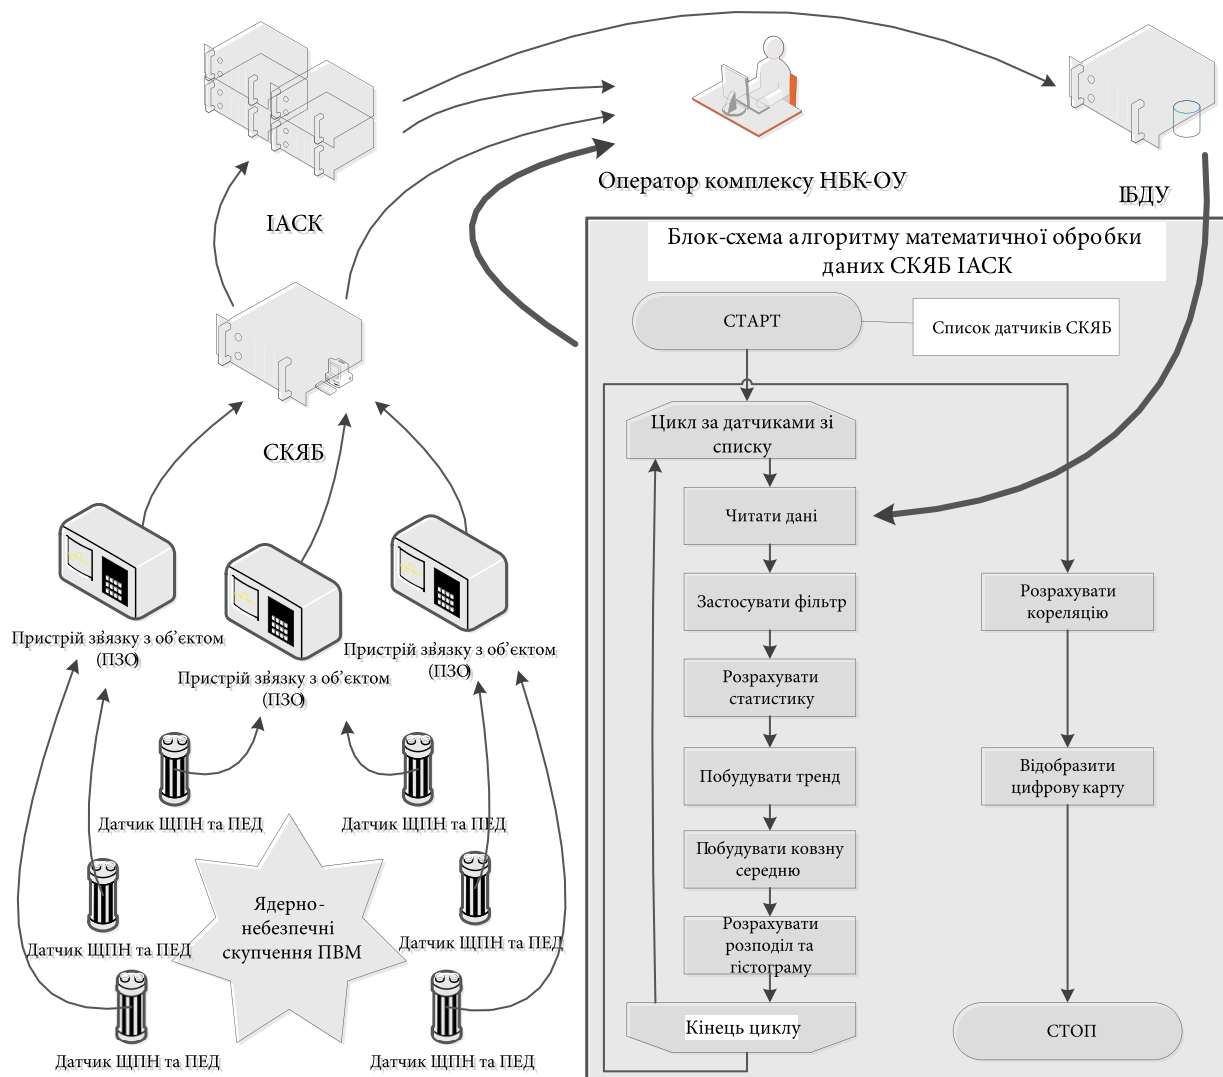 Оператор комплексу НБК-ОУ
ІБДУ
ІАСК
СКЯБ
Пристрій зв'язку з об'єктом
(ПЗО)
Пристрій зв'язку з об'єктом
(ПЗО)
Пристрій зв'язку з об'єктом
(ПЗО)
Датчик ЩПН та ПЕД
Датчик ЩПН та ПЕД
Датчик ЩПН та ПЕД
Датчик ЩПН та ПЕД
Датчик ЩПН та ПЕД
Датчик ЩПН та ПЕД
Ядерно-
небезпечні
скупчення ПВМ
Блок-схема алгоритму математичної обробки
даних СКЯБ ІАСК
СТАРТ
Список датчиків СКЯБ
Цикл за датчиками зі
списку
Читати дані
Застосувати фільтр
Розрахувати
статистику
Побудувати тренд
Побудувати ковзну
середню
Розрахувати
розподіл та
гістограму
Кінець циклу
Розрахувати
кореляцію
Відобразити
цифрову карту
СТОП